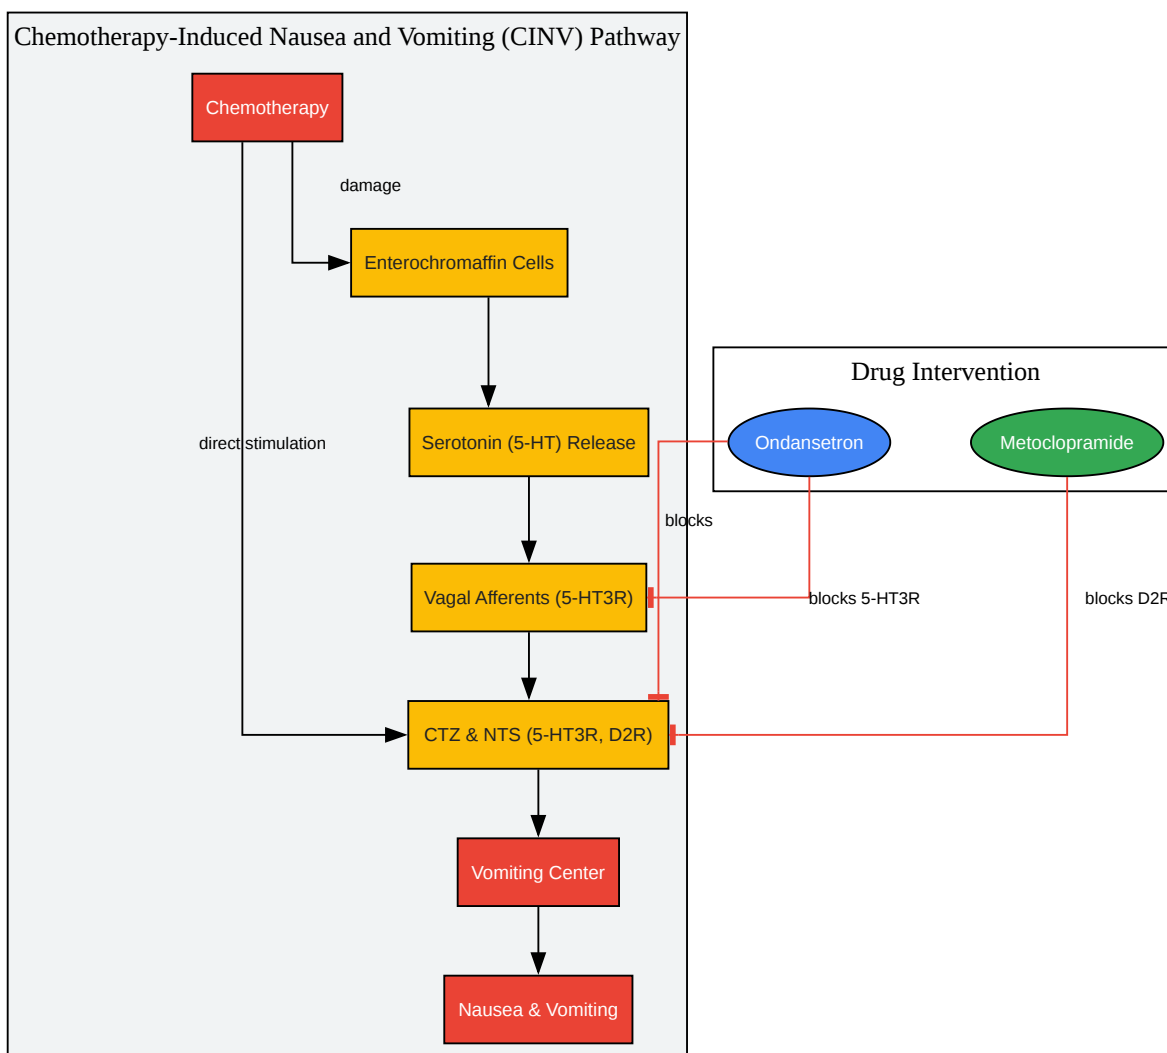 Chemotherapy-Induced Nausea and Vomiting (CINV) Pathway
Chemotherapy
damage
Enterochromaffin Cells
Drug Intervention
direct stimulation
Serotonin (5-HT) Release
Ondansetron
Metoclopramide
blocks
Vagal Afferents (5-HT3R)
blocks 5-HT3R
blocks D2R
CTZ & NTS (5-HT3R, D2R)
Vomiting Center
Nausea & Vomiting